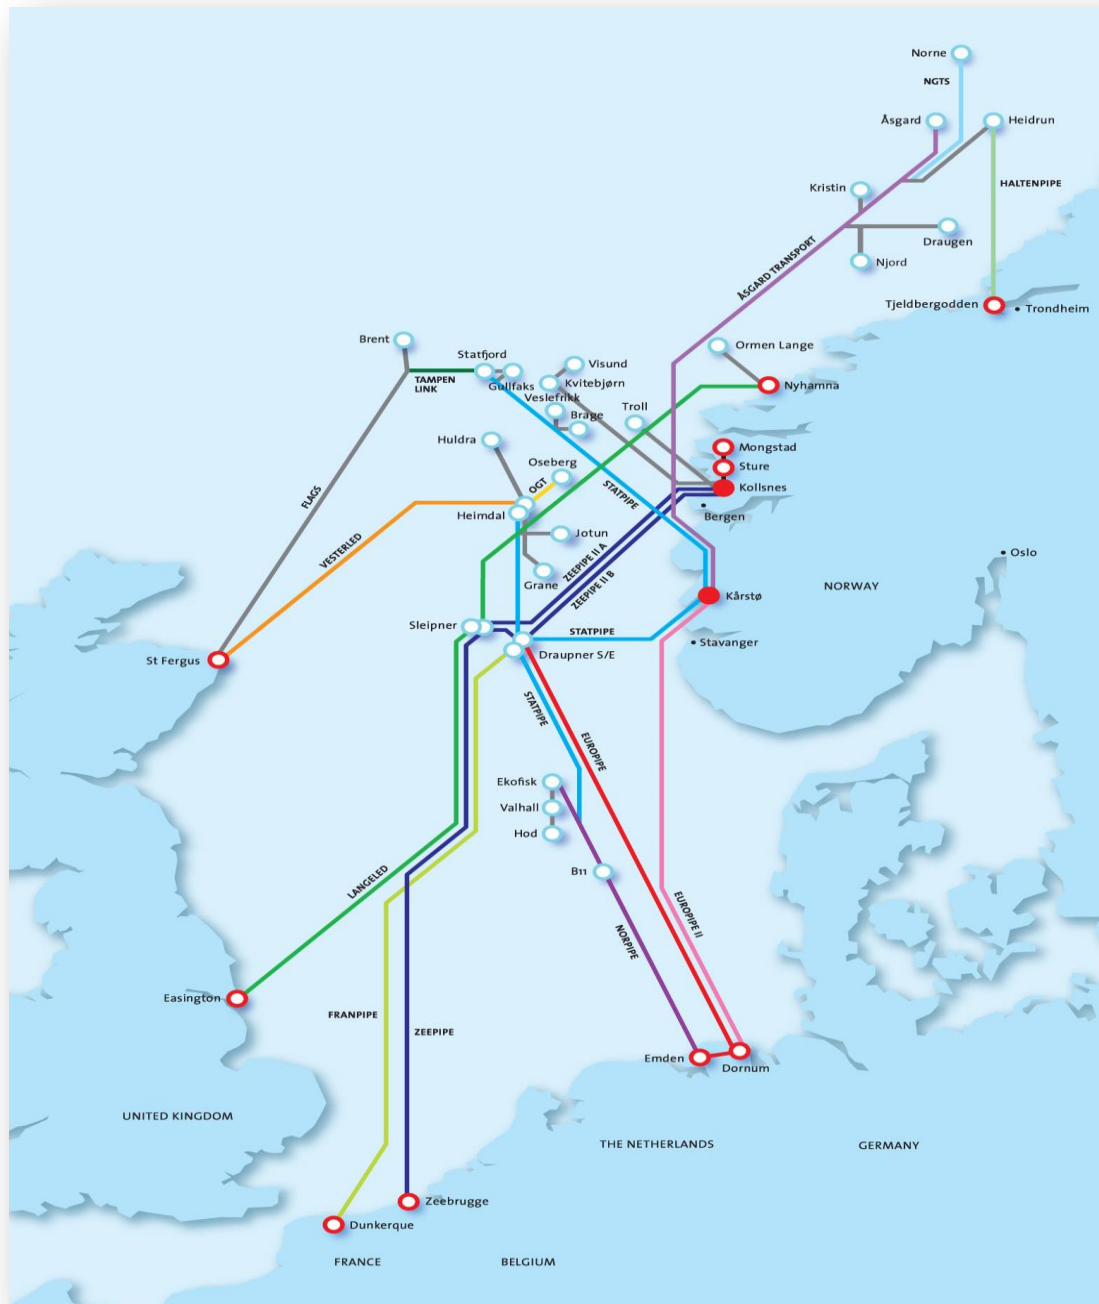 Norne
NGTS
Åsgard
Heidrun
Kristin
HALTENPIPE
Draugen
Njord
ÅSGARD TRANSPORT
Tjeldbergodden
Trondheim
Brent
Statfjord
Visund
Ormen Lange
TAMPEN
LINK
Gullfaks
Kvitebjørn
Nyhamna
Veslefrikk
Brage
Troll
Huldra
Mongstad
Oseberg
Sture
OGT
STATPIPE
Kollsnes
FLAGS
Heimdal
Bergen
VESTERLED
Jotun
ZEEPIPE II A
Oslo
Grane
ZEEPIPE II B
NORWAY
Kårstø
Sleipner
STATPIPE
Stavanger
St Fergus
Draupner S/E
STATPIPE
EUROPIPE
Ekofisk
Valhall
Hod
B11
LANGELED
EUROPIPE II
NORPIPE
Easington
FRANPIPE
ZEEPIPE
Emden
Dornum
UNITED KINGDOM
THE NETHERLANDS
GERMANY
Zeebrugge
Dunkerque
FRANCE
BELGIUM